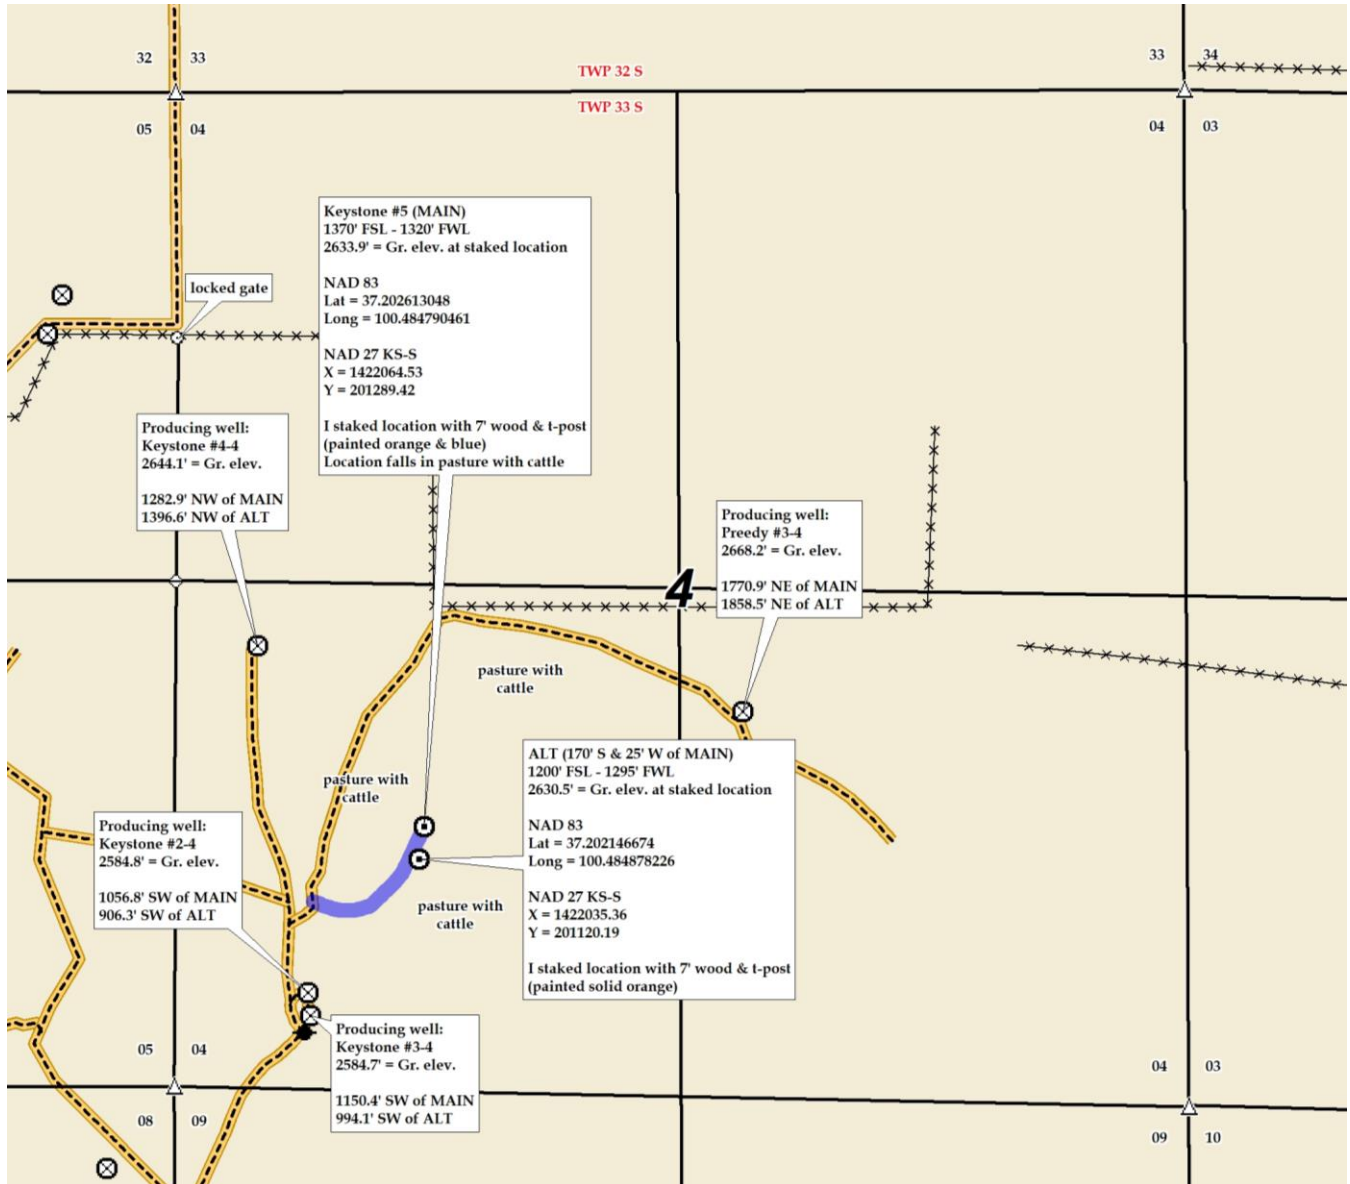 32
33
33
34
TWP 32 S
TWP 33 S
05
04
04
03
Keystone #5 (MAIN)
1370' FSL - 1320' FWL
2633.9' = Gr. elev. at staked location
NAD 83
Lat = 37.202613048
Long = 100.484790461
NAD 27 KS-S
X = 1422064.53
Y = 201289.42
I staked location with 7' wood & t-post
(painted orange & blue)
Location falls in pasture with cattle
locked gate
Producing well:
Keystone #4-4
2644.1' = Gr. elev.
1282.9' NW of MAIN
1396.6' NW of ALT
Producing well:
Preedy #3-4
2668.2' = Gr. elev.
1770.9' NE of MAIN
1858.5' NE of ALT
4
pasture with
cattle
pasture with
cattle
ALT (170' S & 25' W of MAIN)
1200' FSL - 1295' FWL
2630.5' = Gr. elev. at staked location
NAD 83
Lat = 37.202146674
Long = 100.484878226
NAD 27 KS-S
X = 1422035.36
Y = 201120.19
I staked location with 7' wood & t-post
(painted solid orange)
Producing well:
Keystone #2-4
2584.8' = Gr. elev.
1056.8' SW of MAIN
906.3' SW of ALT
pasture with
cattle
Producing well:
Keystone #3-4
2584.7' = Gr. elev.
1150.4' SW of MAIN
994.1' SW of ALT
05
04
08
09
04
03
09
10